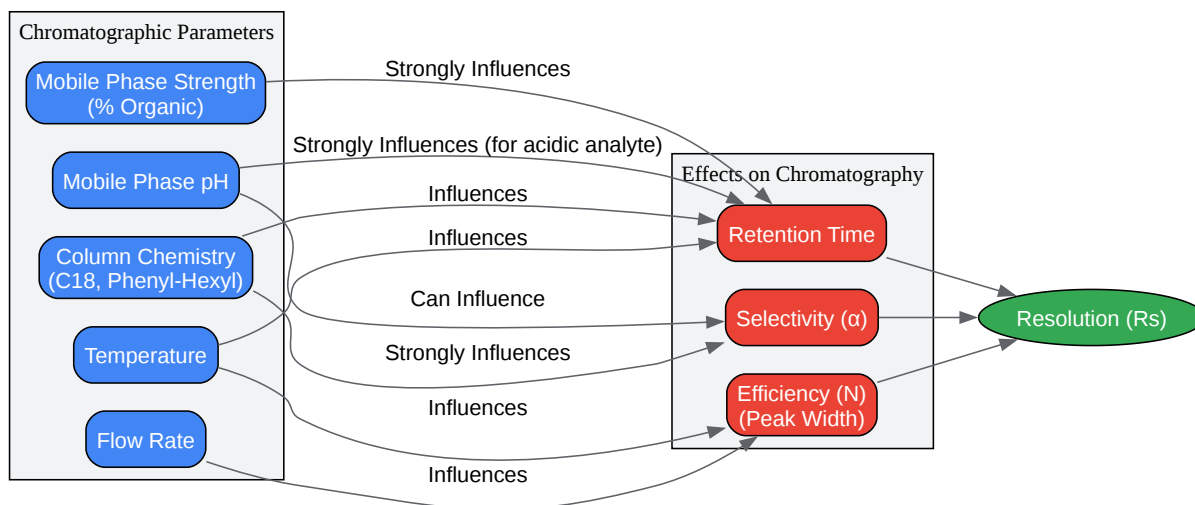 Chromatographic Parameters
Mobile Phase Strength
(% Organic)
Mobile Phase pH
Column Chemistry
(C18, Phenyl-Hexyl)
Temperature
Flow Rate
Strongly Influences
Strongly Influences (for acidic analyte)
Influences
Influences
Can Influence
Strongly Influences
Influences
Influences
Effects on Chromatography
Retention Time
Selectivity (α)
Efficiency (N)
(Peak Width)
Resolution (Rs)